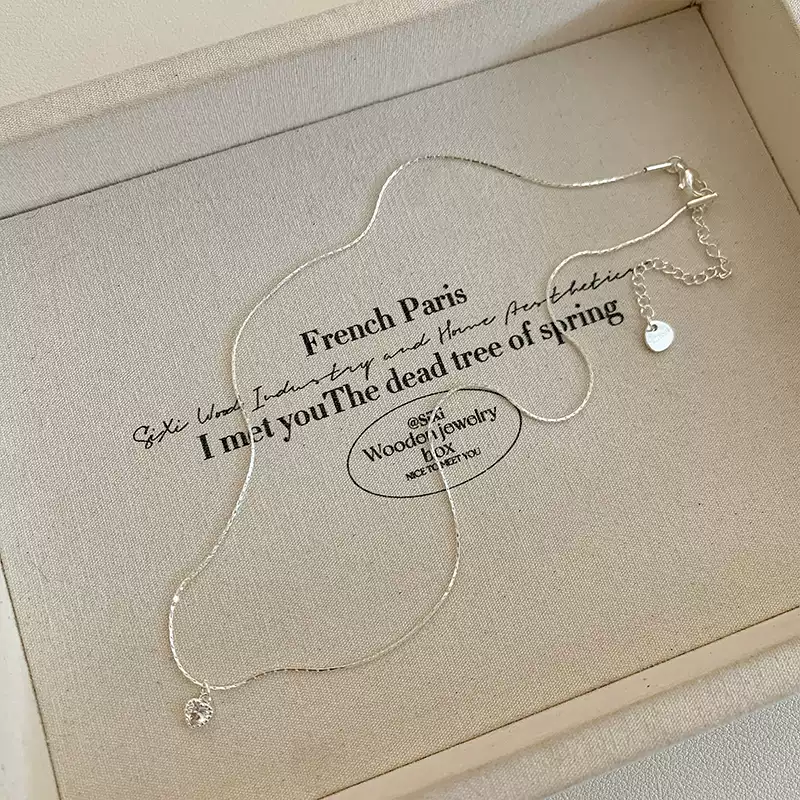 French Paris
SiXi Wood Industry and Home Aesthetics
I met youThe dead tree of spring
@sixi
Wooden jewelry
box
NICE TO MEET YOU